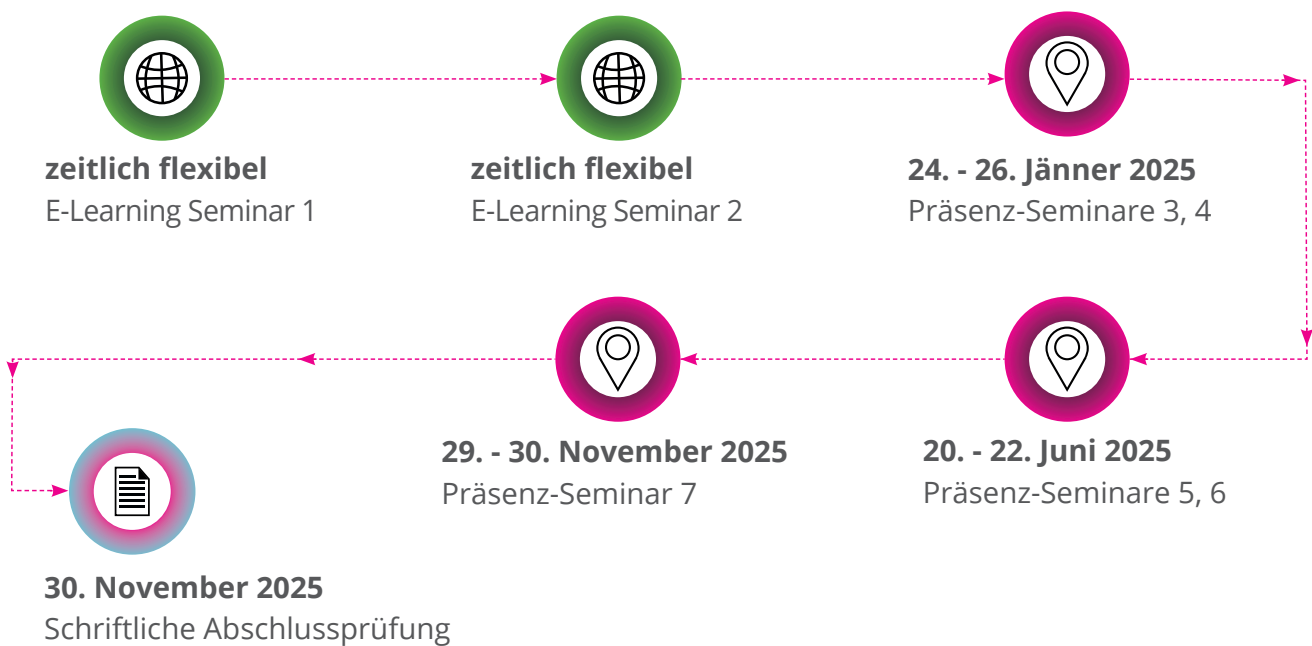 zeitlich flexibel
E-Learning Seminar 1
zeitlich flexibel
E-Learning Seminar 2
24. - 26. Jänner 2025
Präsenz-Seminare 3, 4
20. - 22. Juni 2025
Präsenz-Seminare 5, 6
29. - 30. November 2025
Präsenz-Seminar 7
30. November 2025
Schriftliche Abschlussprüfung